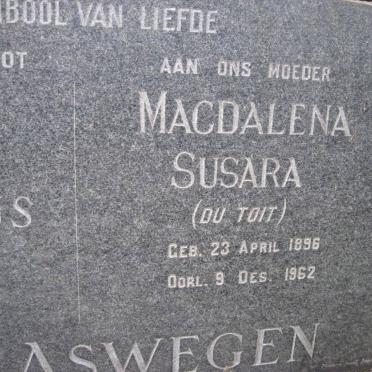 BOOL VAN LIEFDE
OT
AAN ONS MOEDER
MAGDALENA
SUSARA
(DU TOIT)
S
GEB. 23 APRIL 1896
OORL. 9 DES. 1962
ASWEGEN